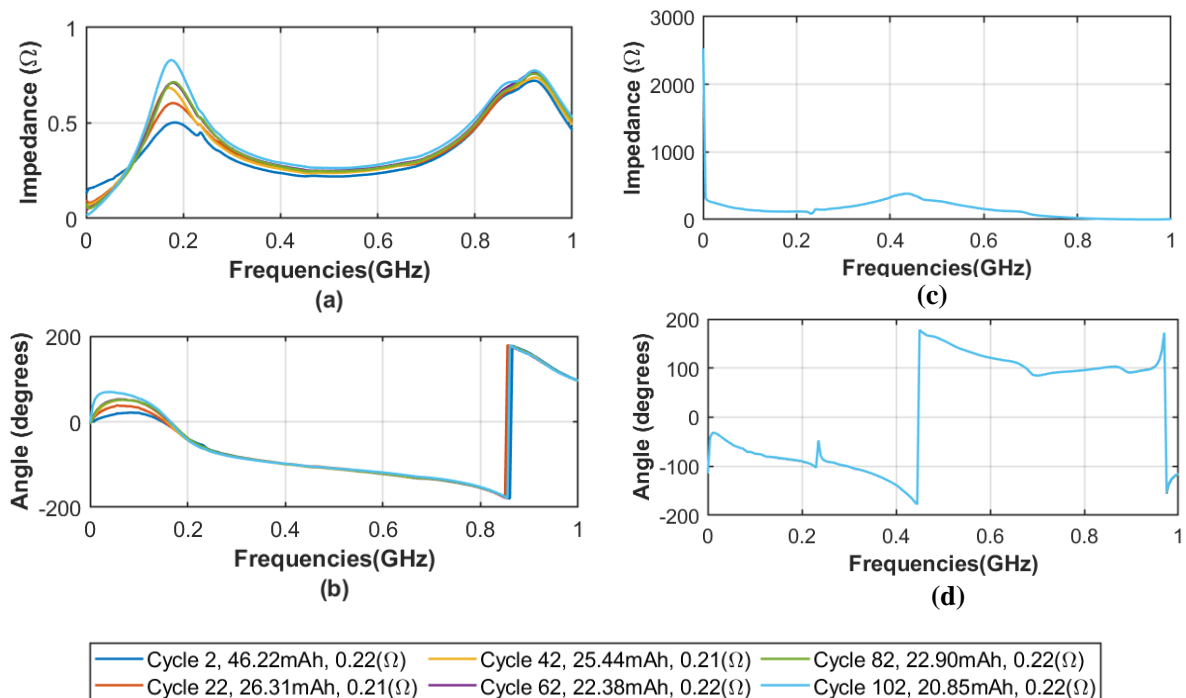 1
0.5
0
Impedance (Ω)
0 0.2 0.4 0.6 0.8 1
Frequencies(GHz)
(a)
3000
2000
1000
0
Impedance (Ω)
0 0.2 0.4 0.6 0.8 1
Frequencies(GHz)
(c)
200
0
-200
Angle (degrees)
0 0.2 0.4 0.6 0.8 1
Frequencies(GHz)
(b)
200
100
0
-100
-200
Angle (degrees)
0 0.2 0.4 0.6 0.8 1
Frequencies(GHz)
(d)
Cycle 2, 46.22mAh, 0.22(Ω) Cycle 42, 25.44mAh, 0.21(Ω) Cycle 82, 22.90mAh, 0.22(Ω)
Cycle 22, 26.31mAh, 0.21(Ω) Cycle 62, 22.38mAh, 0.22(Ω) Cycle 102, 20.85mAh, 0.22(Ω)